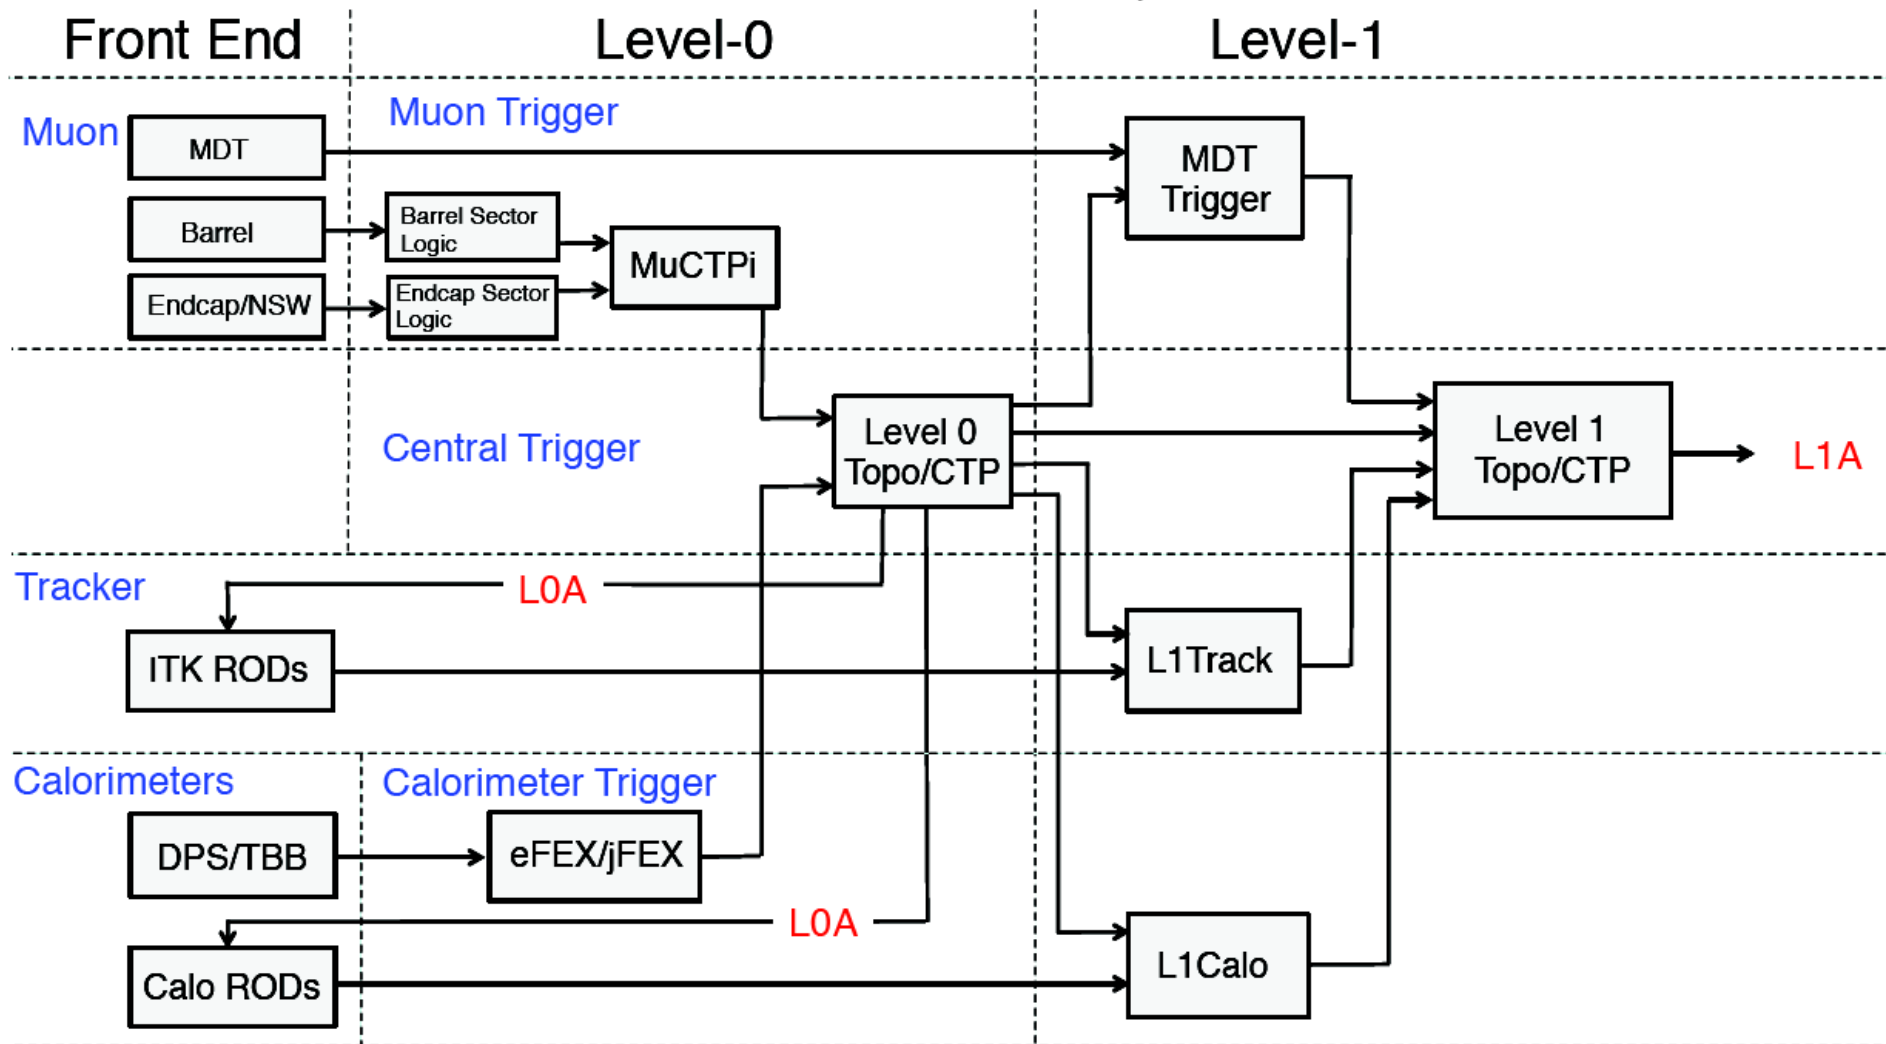 Front End
Level-0
Level-1
Muon
Muon Trigger
MDT
MDT
Trigger
Barrel
Barrel Sector
Logic
MuCTPi
Endcap/NSW
Endcap Sector
Logic
Central Trigger
Level 0
Topo/CTP
Level 1
Topo/CTP
L1A
Tracker
L0A
ITK RODs
L1Track
Calorimeters
Calorimeter Trigger
DPS/TBB
eFEX/jFEX
L0A
Calo RODs
L1Calo